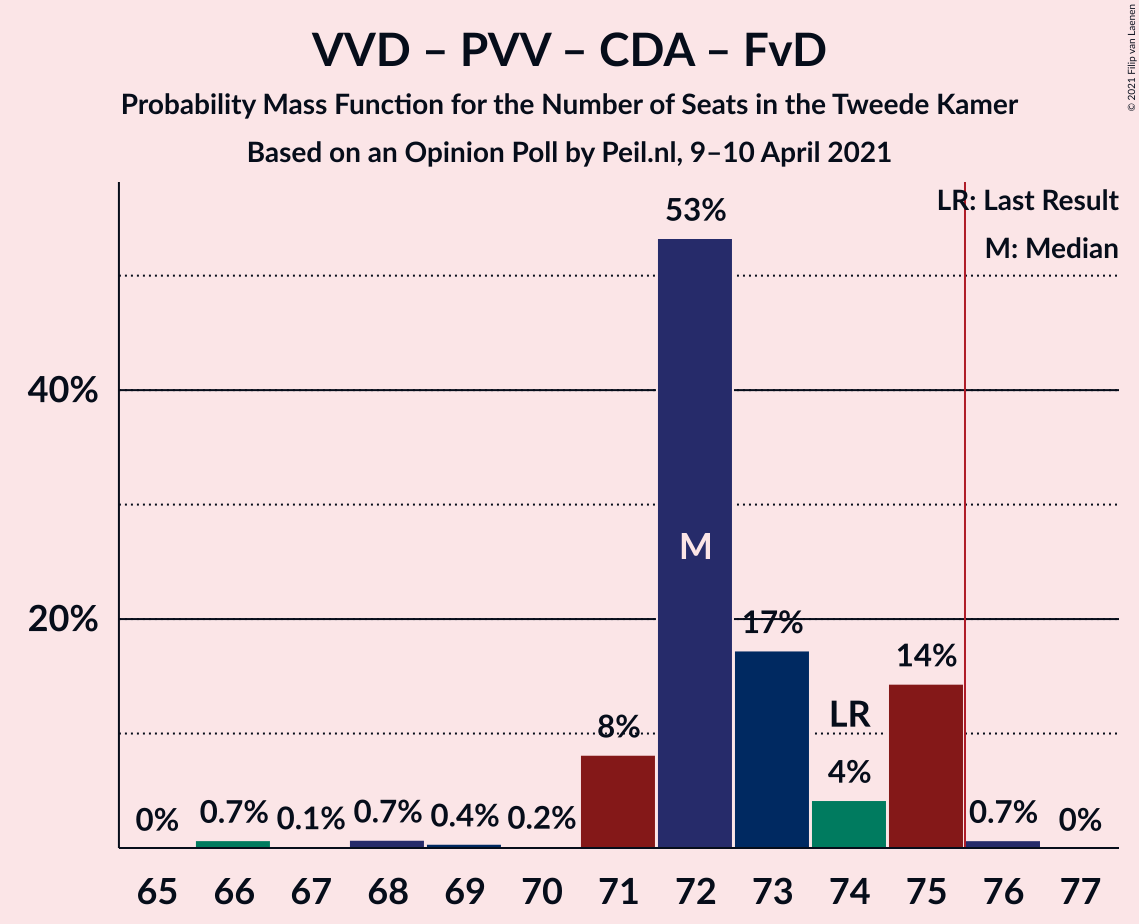 VVD – PVV – CDA – FvD
Probability Mass Function for the Number of Seats in the Tweede Kamer
Based on an Opinion Poll by Peil.nl, 9–10 April 2021
© 2021 Filip van Laenen
LR: Last Result
M: Median
53%
40%
M
20%
17%
14%
LR
8%
4%
0% 0.7% 0.1% 0.7% 0.4% 0.2% 0.7% 0%
65 66 67 68 69 70 71 72 73 74 75 76 77